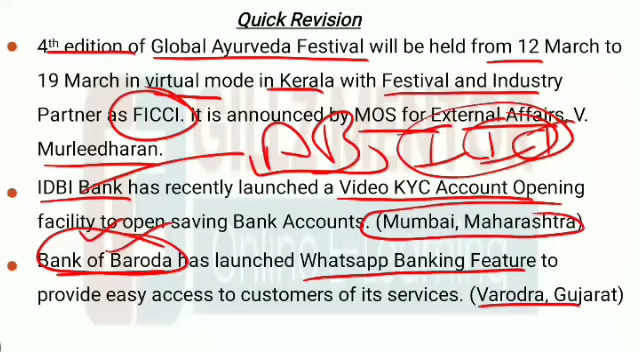 Quick Revision
4th edition of Global Ayurveda Festival will be held from 12 March to
19 March in virtual mode in Kerala with Festival and Industry
Partner as FICCI. It is announced by MOS for External Affairs, V.
Murleedharan.
IDBI Bank has recently launched a Video KYC Account Opening
facility to open saving Bank Accounts. (Mumbai, Maharashtra)
Bank of Baroda has launched Whatsapp Banking Feature to
provide easy access to customers of its services. (Varodra, Gujarat)